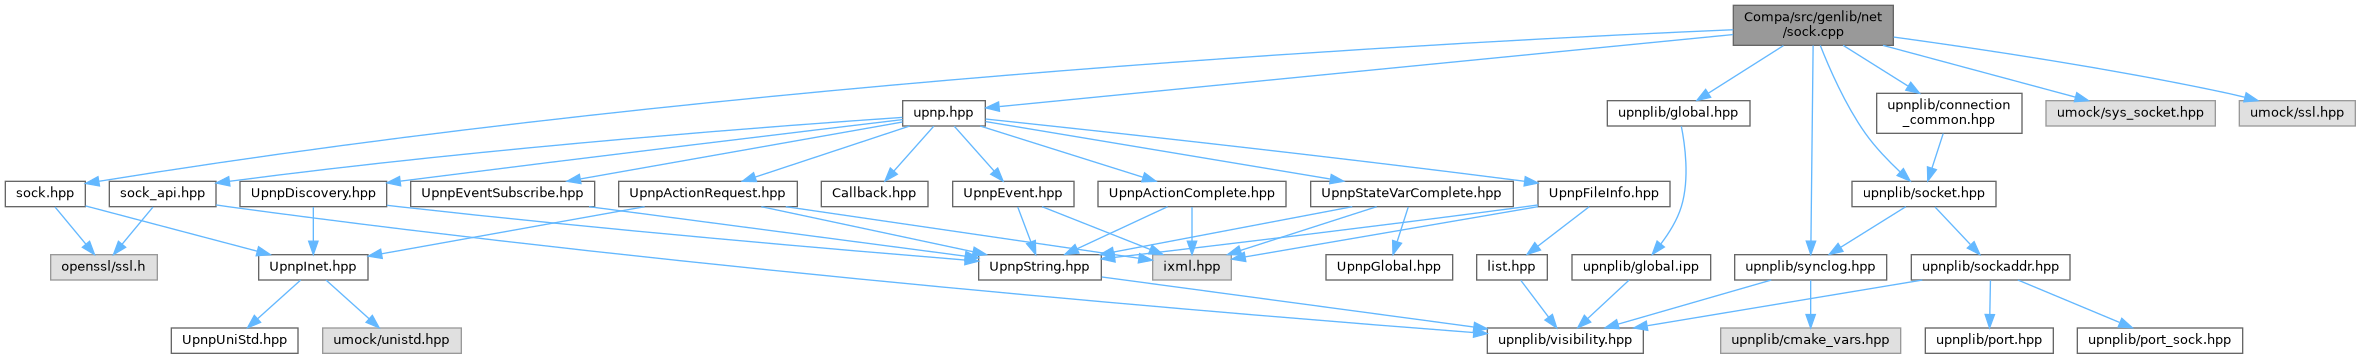 Compa/src/genlib/net
/sock.cpp
upnp.hpp
upnplib/global.hpp
upnplib/connection
_common.hpp
umock/sys_socket.hpp
umock/ssl.hpp
sock.hpp
sock_api.hpp
UpnpDiscovery.hpp
UpnpEventSubscribe.hpp
UpnpActionRequest.hpp
Callback.hpp
UpnpEvent.hpp
UpnpActionComplete.hpp
UpnpStateVarComplete.hpp
UpnpFileInfo.hpp
upnplib/socket.hpp
openssl/ssl.h
UpnpInet.hpp
UpnpString.hpp
ixml.hpp
UpnpGlobal.hpp
list.hpp
upnplib/global.ipp
upnplib/synclog.hpp
upnplib/sockaddr.hpp
UpnpUniStd.hpp
umock/unistd.hpp
upnplib/visibility.hpp
upnplib/cmake_vars.hpp
upnplib/port.hpp
upnplib/port_sock.hpp